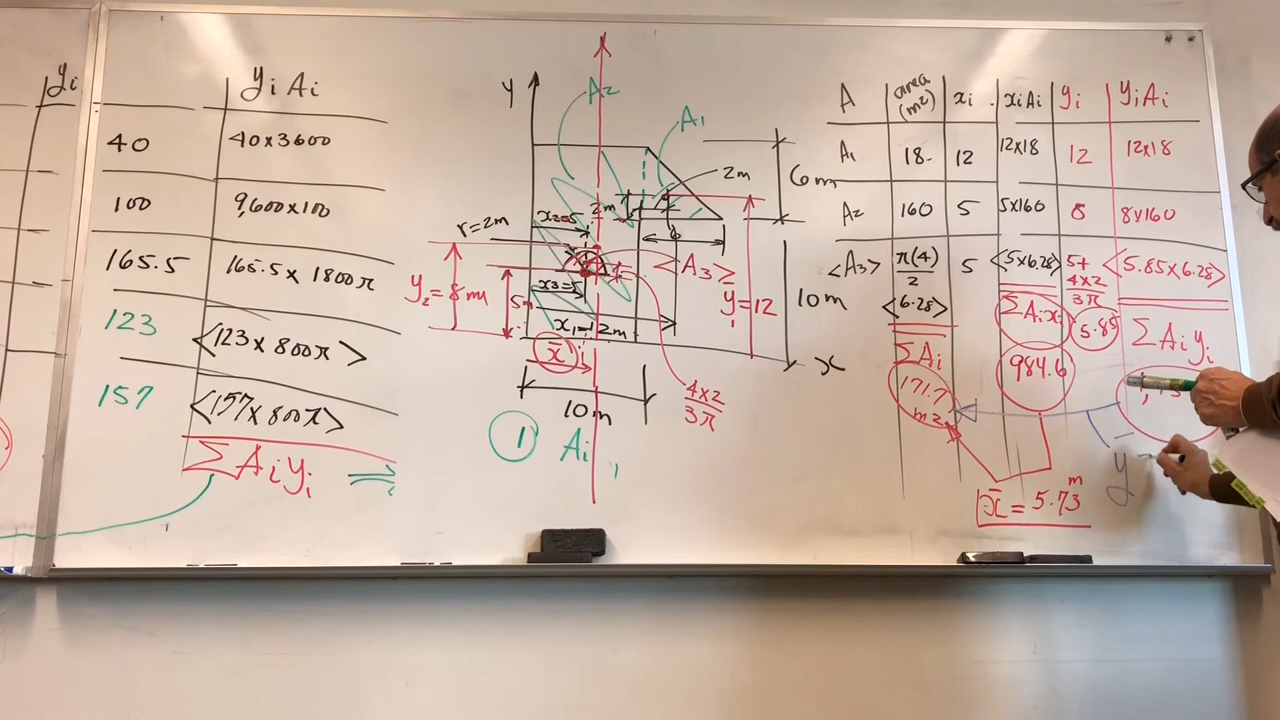 yi
yi Ai
40
40x3600
100
9,600x100
165.5
165.5 x 1800π
123
<123 x 800π>
157
<157x800π>
ΣAi yi
y
A2
A1
6m
2m
2m
x2=5
r=2m
6
<A3>
y2=8m
5m
x3=5
x1=12m
y1=12
10m
x
x̄
10m
4x2
3π
1 Ai
A
area
(m²)
xi
xiAi
yi
yiAi
A1
18
12
12x18
12
12x18
A2
160
5
5x160
8
8x160
<A3>
π(4)
2
5
<5x6.28>
5+
4x2
3π
<5.85x6.28>
<6.28>
5.85
ΣAi
ΣAixi
ΣAiyi
171.7
m²
984.6
x̄ = 5.73 m
ȳ